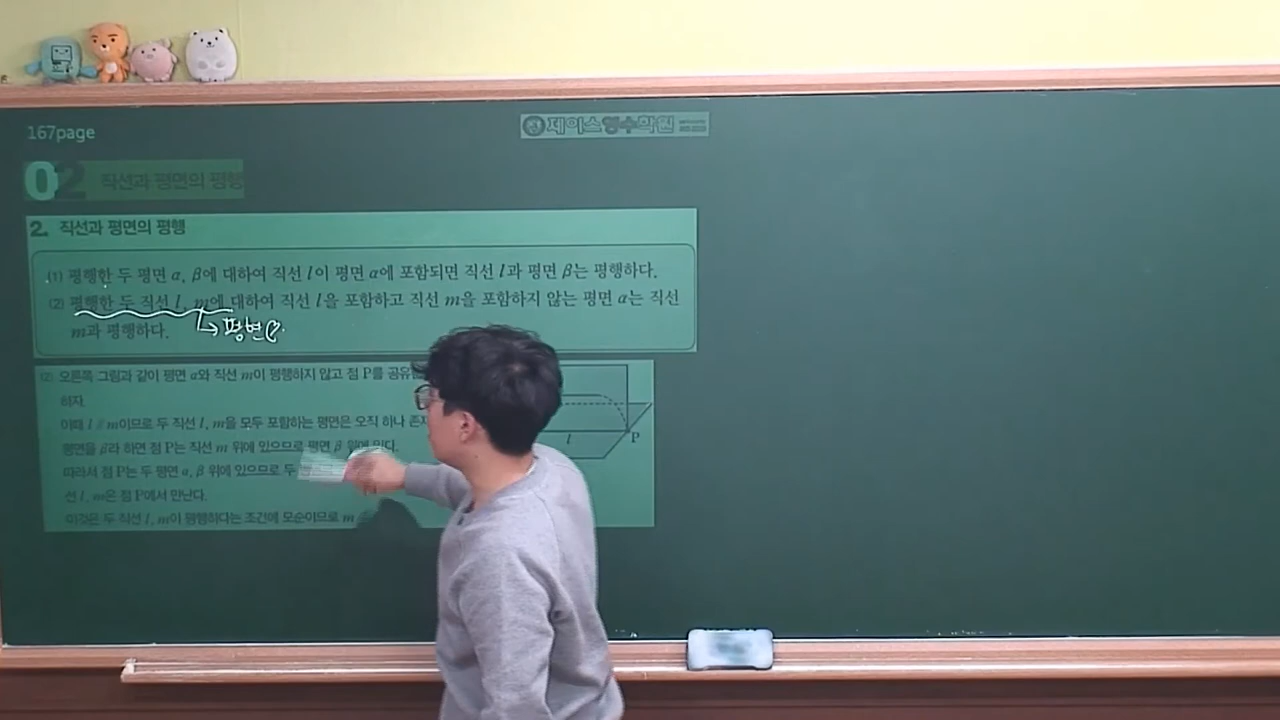 167page
제이스영수학원
02 직선과 평면의 평행
2. 직선과 평면의 평행
(1) 평행한 두 평면 α, β에 대하여 직선 l이 평면 α에 포함되면 직선 l과 평면 β는 평행하다.
(2) 평행한 두 직선 l, m에 대하여 직선 l을 포함하고 직선 m을 포함하지 않는 평면 α는 직선
m과 평행하다.
↳ 평면
(2) 오른쪽 그림과 같이 평면 α와 직선 m이 평행하지 않고 점 P를 공유
하자.
이때 l∥m이므로 두 직선 l, m을 모두 포함하는 평면은 오직 하나 존재
평면을 β라 하면 점 P는 직선 m 위에 있으므로 평면 β 위에 있다.
따라서 점 P는 두 평면 α, β 위에 있으므로 두
선 l, m은 점 P에서 만난다.
이것은 두 직선 l, m이 평행하다는 조건에 모순이므로 m
l
P